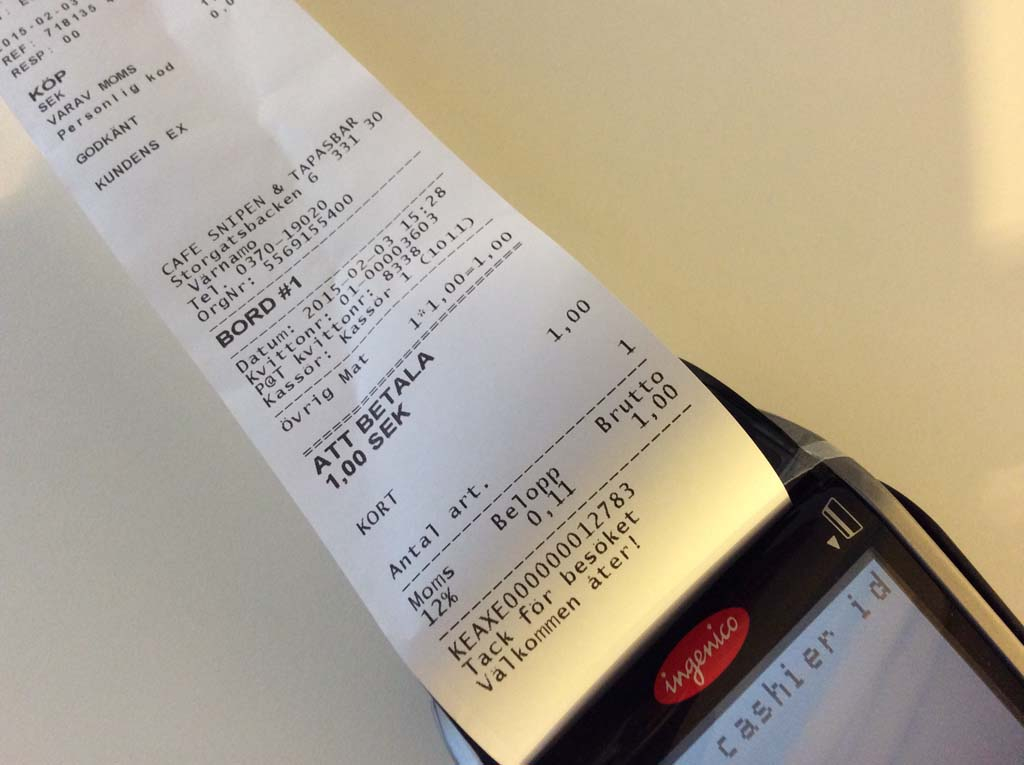 015-02-03
REF: 718135
RESP: 00
KÖP
SEK
VARAV MOMS
Personlig kod
GODKÄNT
KUNDENS EX
CAFE SNIPEN & TAPASBAR
Storgatsbacken 6 331 30
Värnamo
Tel: 0370-19020
OrgNr: 5569155400
BORD #1
Datum: 2015-02-03 15:28
Kvittonr: 01-00003603
P@T kvittonr: 8338
Kassör: Kassör 1 (1011)
övrig Mat 1*1,00=1,00
ATT BETALA
1,00 SEK
KORT 1,00
Antal art. 1
Moms Belopp Brutto
12% 0,11 1,00
KEAXE000000012783
Tack för besöket
Välkommen åter!
ingenico
cashier id